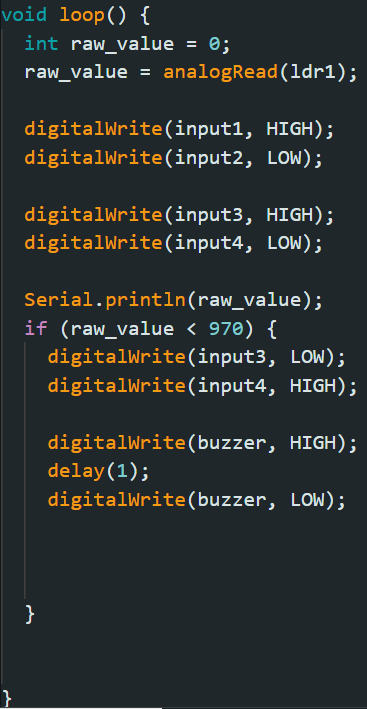 void loop() {
int raw_value = 0;
raw_value = analogRead(ldr1);
digitalWrite(input1, HIGH);
digitalWrite(input2, LOW);
digitalWrite(input3, HIGH);
digitalWrite(input4, LOW);
Serial.println(raw_value);
if (raw_value < 970) {
digitalWrite(input3, LOW);
digitalWrite(input4, HIGH);
digitalWrite(buzzer, HIGH);
delay(1);
digitalWrite(buzzer, LOW);
}
}